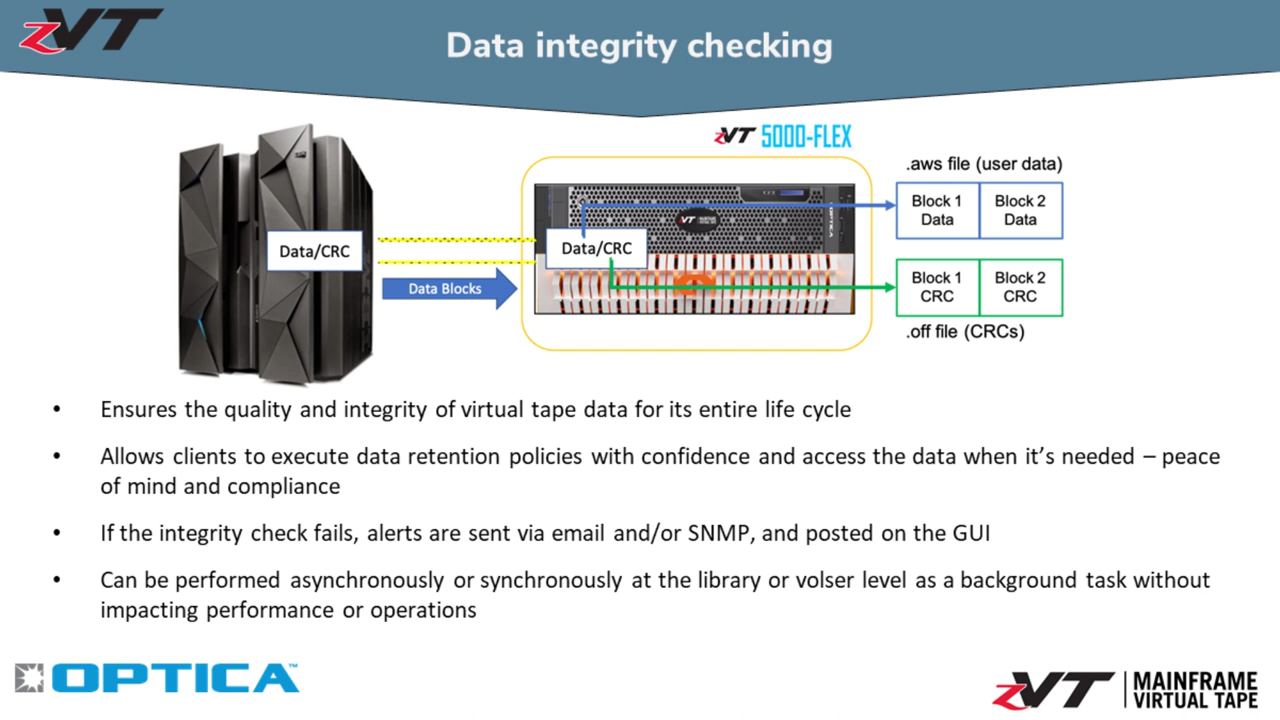 zVT
Data integrity checking
zVT 5000-FLEX
.aws file (user data)
Block 1
Data
Block 2
Data
Data/CRC
Data/CRC
Data Blocks
zVT MAINFRAME
VIRTUAL TAPE
OPTICA
Block 1
CRC
Block 2
CRC
.off file (CRCs)
• Ensures the quality and integrity of virtual tape data for its entire life cycle
• Allows clients to execute data retention policies with confidence and access the data when it’s needed – peace
of mind and compliance
• If the integrity check fails, alerts are sent via email and/or SNMP, and posted on the GUI
• Can be performed asynchronously or synchronously at the library or volser level as a background task without
impacting performance or operations
OPTICA™
zVT MAINFRAME
VIRTUAL TAPE